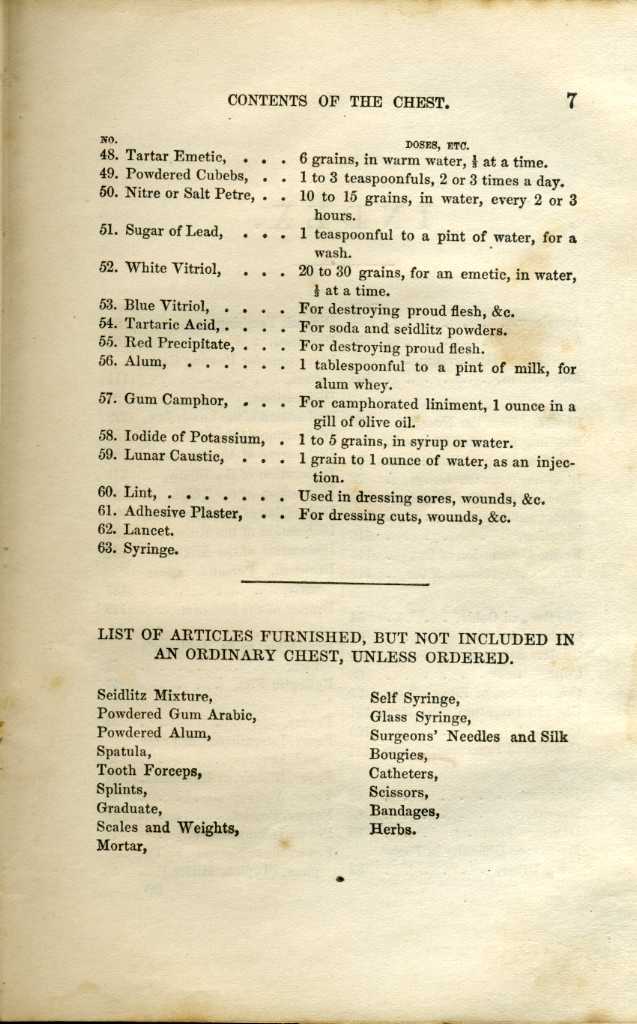 CONTENTS OF THE CHEST. 7
NO. DOSES, ETC.
48. Tartar Emetic, . . . 6 grains, in warm water, ⅓ at a time.
49. Powdered Cubebs, . . 1 to 3 teaspoonfuls, 2 or 3 times a day.
50. Nitre or Salt Petre, . . 10 to 15 grains, in water, every 2 or 3
hours.
51. Sugar of Lead, . . . 1 teaspoonful to a pint of water, for a
wash.
52. White Vitriol, . . . 20 to 30 grains, for an emetic, in water,
⅓ at a time.
53. Blue Vitriol, . . . . For destroying proud flesh, &c.
54. Tartaric Acid, . . . . For soda and seidlitz powders.
55. Red Precipitate, . . . For destroying proud flesh.
56. Alum, . . . . . . 1 tablespoonful to a pint of milk, for
alum whey.
57. Gum Camphor, . . . For camphorated liniment, 1 ounce in a
gill of olive oil.
58. Iodide of Potassium, . 1 to 5 grains, in syrup or water.
59. Lunar Caustic, . . . 1 grain to 1 ounce of water, as an injec-
tion.
60. Lint, . . . . . . . Used in dressing sores, wounds, &c.
61. Adhesive Plaster, . . For dressing cuts, wounds, &c.
62. Lancet.
63. Syringe.
LIST OF ARTICLES FURNISHED, BUT NOT INCLUDED IN
AN ORDINARY CHEST, UNLESS ORDERED.
Seidlitz Mixture,
Powdered Gum Arabic,
Powdered Alum,
Spatula,
Tooth Forceps,
Splints,
Graduate,
Scales and Weights,
Mortar,
Self Syringe,
Glass Syringe,
Surgeons' Needles and Silk
Bougies,
Catheters,
Scissors,
Bandages,
Herbs.